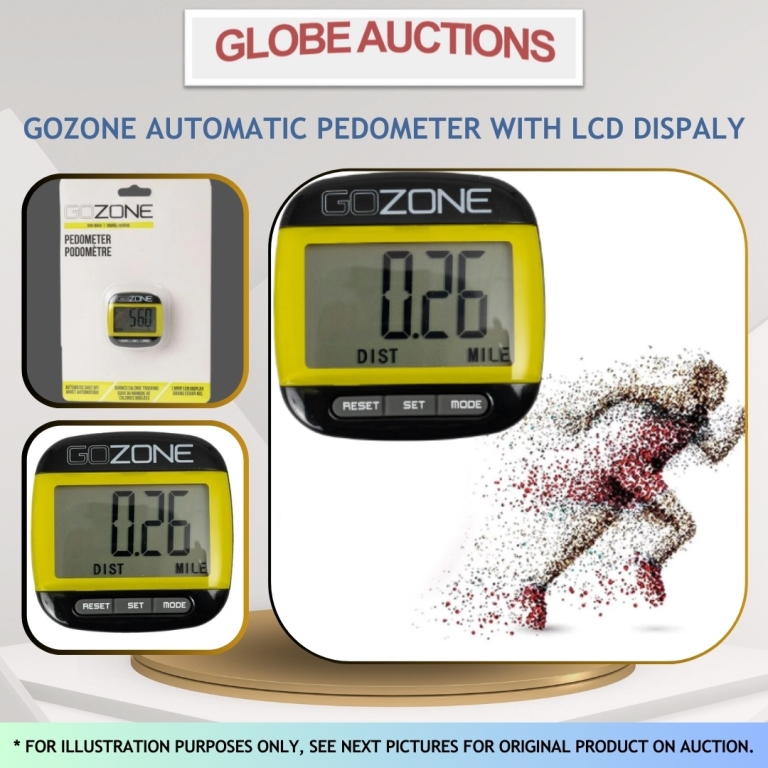 GLOBE AUCTIONS
GOZONE AUTOMATIC PEDOMETER WITH LCD DISPALY
GOZONE
PEDOMETER
PODOMÈTRE
GOZONE
560
GOZONE
0.26
DIST MILE
RESET SET MODE
GOZONE
0.26
DIST MILE
RESET SET MODE
* FOR ILLUSTRATION PURPOSES ONLY, SEE NEXT PICTURES FOR ORIGINAL PRODUCT ON AUCTION.